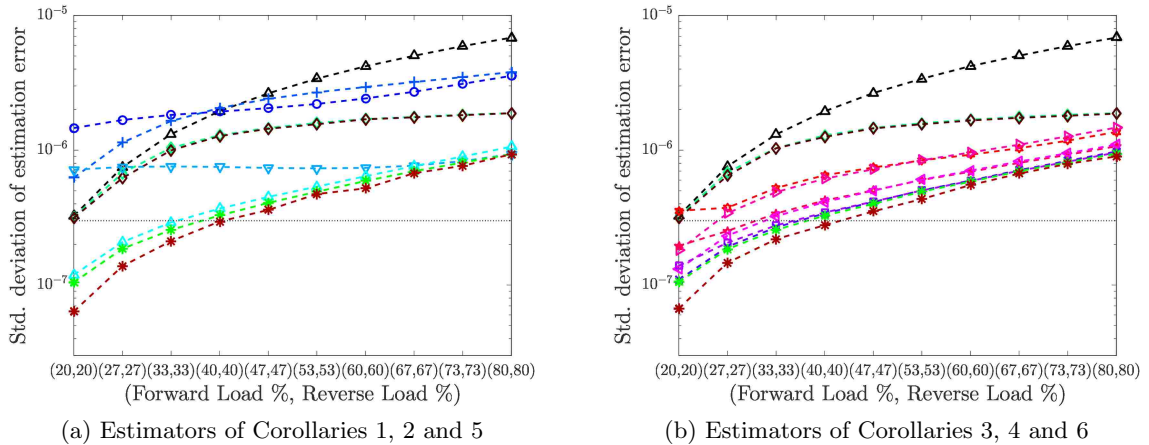 Std. deviation of estimation error
10^{-5}
10^{-6}
10^{-7}
(20,20)(27,27)(33,33)(40,40)(47,47)(53,53)(60,60)(67,67)(73,73)(80,80)
(Forward Load %, Reverse Load %)
(a) Estimators of Corollaries 1, 2 and 5
Std. deviation of estimation error
10^{-5}
10^{-6}
10^{-7}
(20,20)(27,27)(33,33)(40,40)(47,47)(53,53)(60,60)(67,67)(73,73)(80,80)
(Forward Load %, Reverse Load %)
(b) Estimators of Corollaries 3, 4 and 6